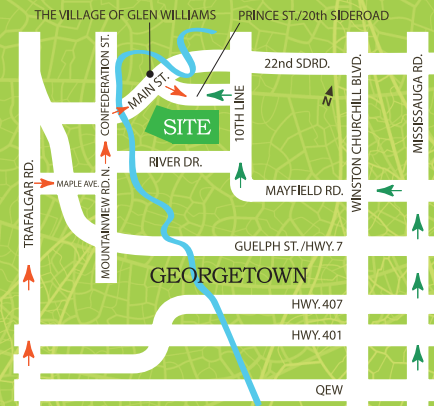 THE VILLAGE OF GLEN WILLIAMS
PRINCE ST./20th SIDEROAD
CONFEDERATION ST.
MAIN ST.
22nd SDRD.
N
SITE
10TH LINE
WINSTON CHURCHILL BLVD.
MISSISSAUGA RD.
TRAFALGAR RD.
MAPLE AVE.
MOUNTAINVIEW RD. N.
RIVER DR.
MAYFIELD RD.
GUELPH ST./HWY. 7
GEORGETOWN
HWY. 407
HWY. 401
QEW